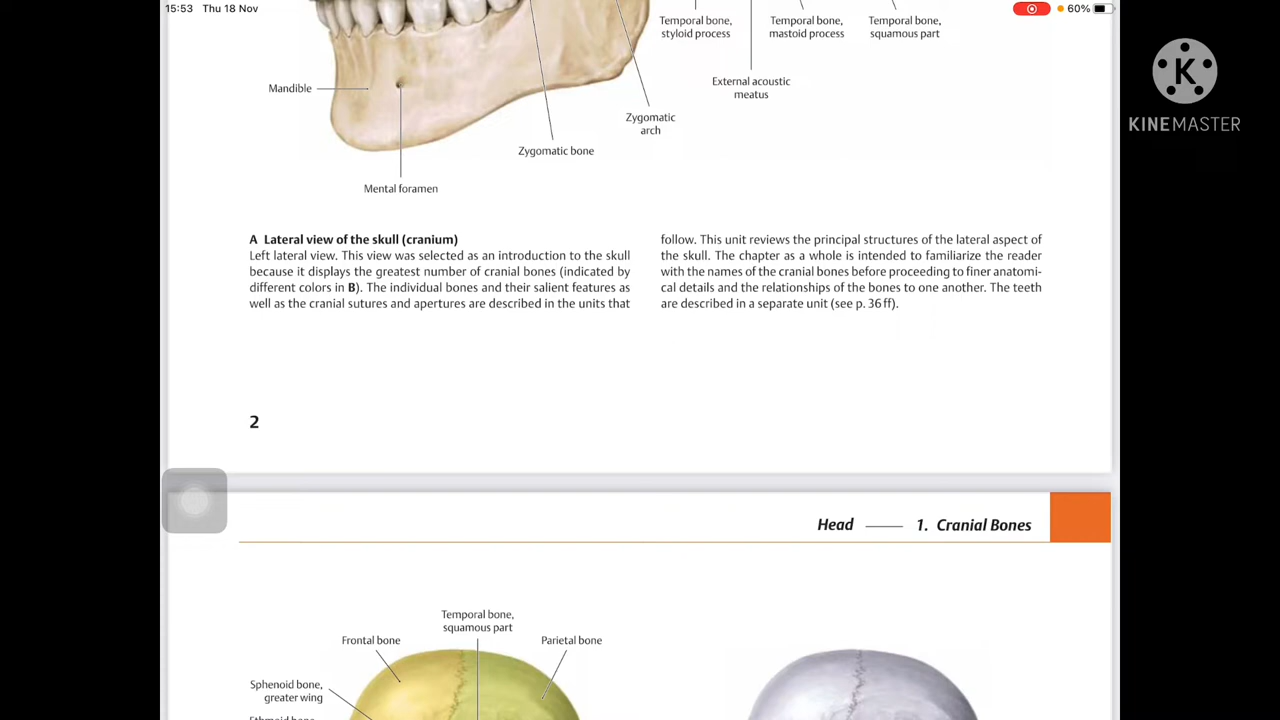 15:53 Thu 18 Nov
60%
K
KINEMASTER
Temporal bone,
styloid process
Temporal bone,
mastoid process
Temporal bone,
squamous part
External acoustic
meatus
Mandible
Zygomatic
arch
Zygomatic bone
Mental foramen
A Lateral view of the skull (cranium)
Left lateral view. This view was selected as an introduction to the skull
because it displays the greatest number of cranial bones (indicated by
different colors in B). The individual bones and their salient features as
well as the cranial sutures and apertures are described in the units that
follow. This unit reviews the principal structures of the lateral aspect of
the skull. The chapter as a whole is intended to familiarize the reader
with the names of the cranial bones before proceeding to finer anatomi-
cal details and the relationships of the bones to one another. The teeth
are described in a separate unit (see p. 36 ff).
2
Head — 1. Cranial Bones
Temporal bone,
squamous part
Frontal bone
Parietal bone
Sphenoid bone,
greater wing
Ethmoid bone